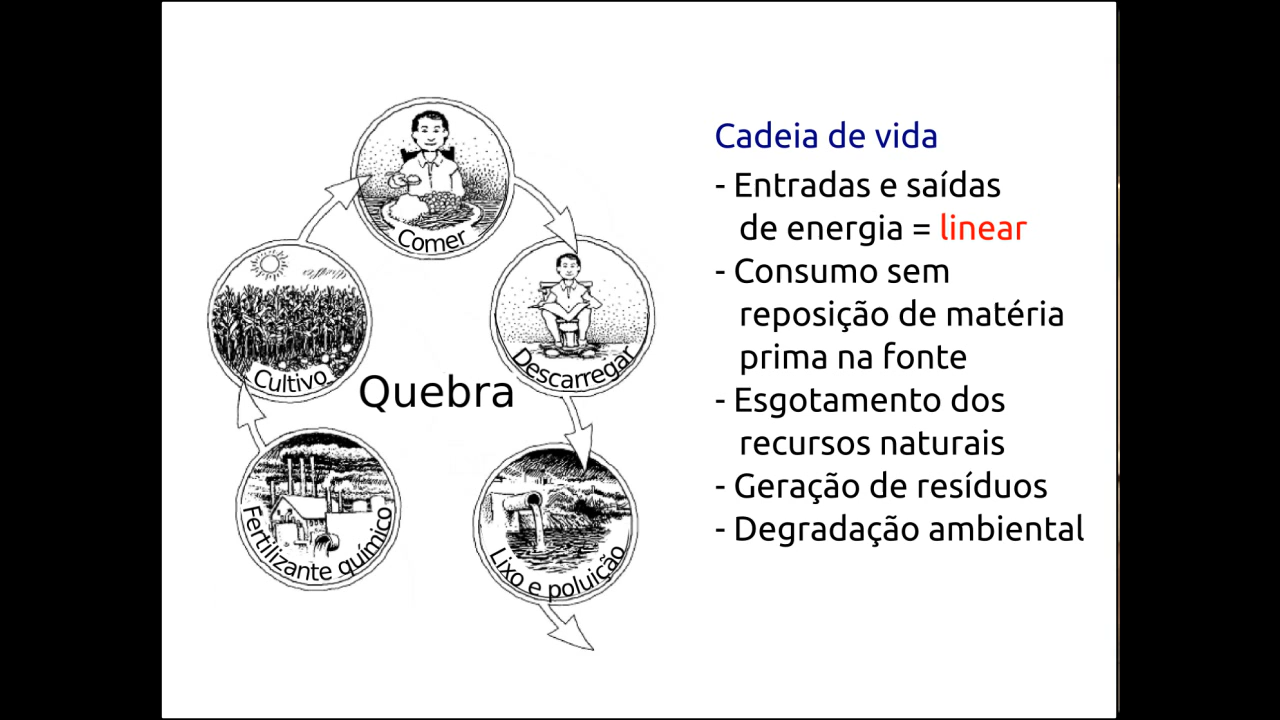 Comer
Cultivo
Descarregar
Quebra
Fertilizante químico
Lixo e poluição
Cadeia de vida
- Entradas e saídas
de energia = linear
- Consumo sem
reposição de matéria
prima na fonte
- Esgotamento dos
recursos naturais
- Geração de resíduos
- Degradação ambiental